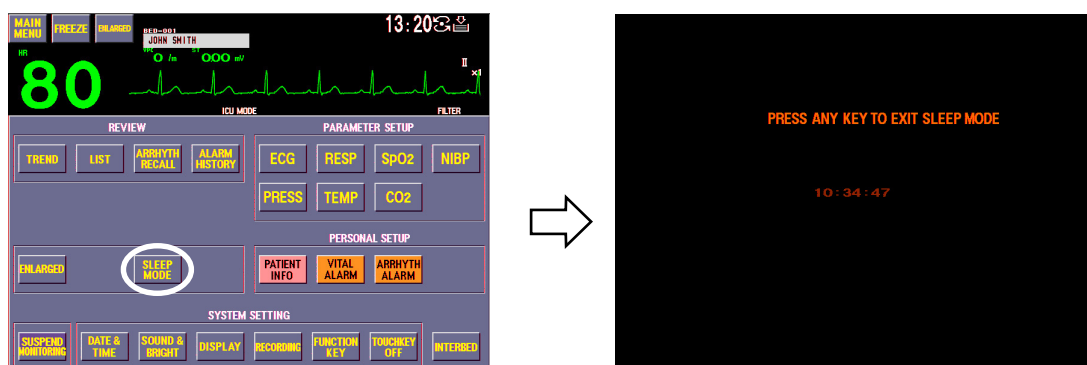 MAIN MENU FREEZE ENLARGED
BED-001
JOHN SMITH
13:20
HR
80
VPC 0 /m ST 0.00 mV
II
x1
ICU MODE FILTER
REVIEW
TREND LIST ARRHYTH RECALL ALARM HISTORY
PARAMETER SETUP
ECG RESP SpO2 NIBP
PRESS TEMP CO2
ENLARGED SLEEP MODE
PERSONAL SETUP
PATIENT INFO VITAL ALARM ARRHYTH ALARM
SYSTEM SETTING
SUSPEND MONITORING DATE & TIME SOUND & BRIGHT DISPLAY RECORDING FUNCTION KEY TOUCHKEY OFF INTERBED
PRESS ANY KEY TO EXIT SLEEP MODE
10:34:47